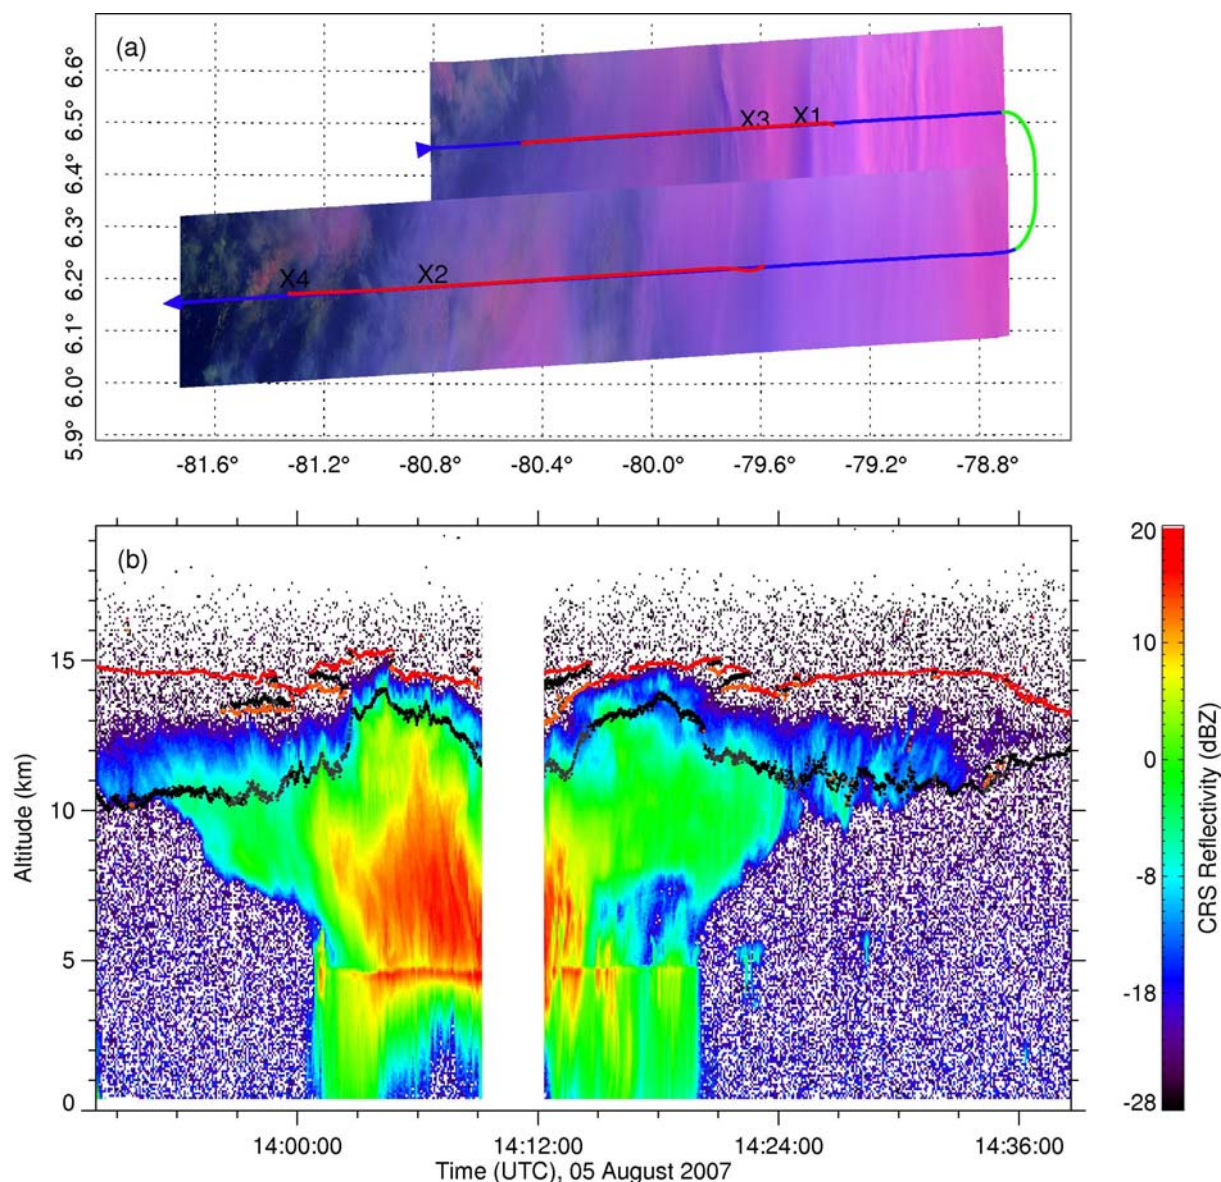 (a)
6.6°
6.5°
6.4°
6.3°
6.2°
6.1°
6.0°
5.9°
X3 X1
X4 X2
-81.6° -81.2° -80.8° -80.4° -80.0° -79.6° -79.2° -78.8°
(b)
15
10
5
0
Altitude (km)
14:00:00 14:12:00 14:24:00 14:36:00
Time (UTC), 05 August 2007
20
10
0
-8
-18
-28
CRS Reflectivity (dBZ)